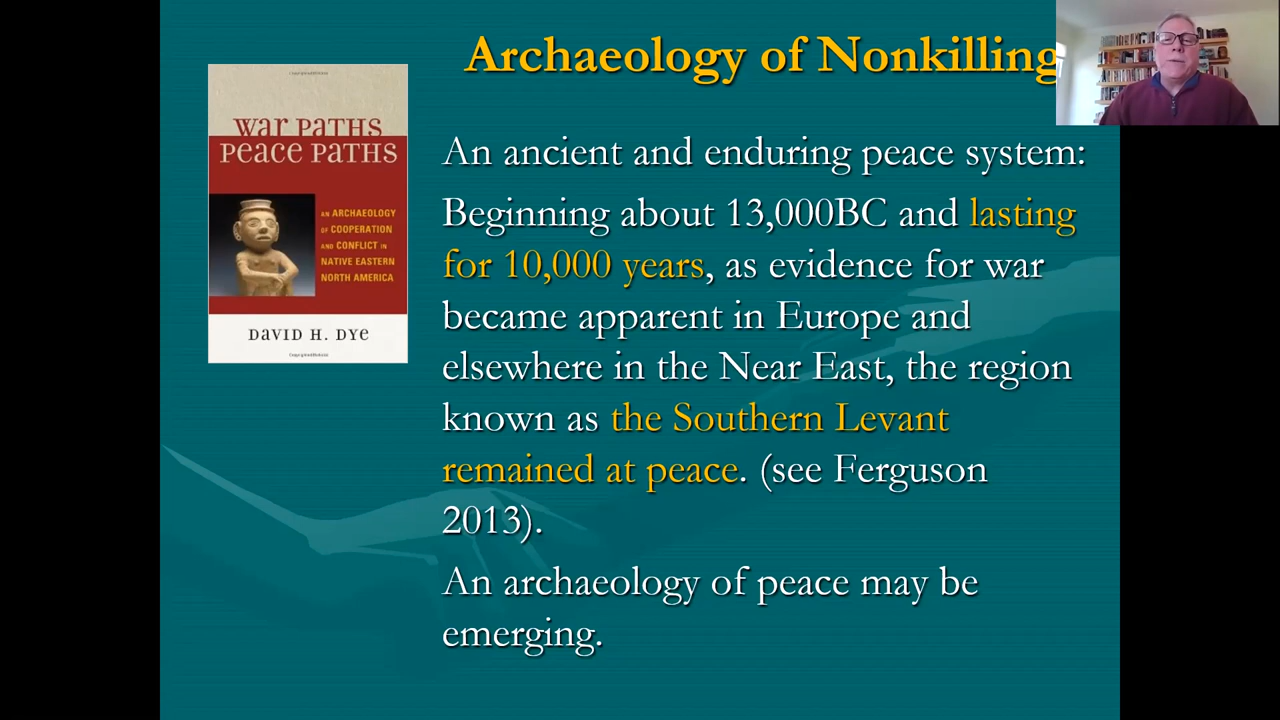 Archaeology of Nonkilling
War Paths
Peace Paths
AN ARCHAEOLOGY
OF COOPERATION
AND CONFLICT IN
NATIVE EASTERN
NORTH AMERICA
David H. Dye
An ancient and enduring peace system:
Beginning about 13,000BC and lasting
for 10,000 years, as evidence for war
became apparent in Europe and
elsewhere in the Near East, the region
known as the Southern Levant
remained at peace. (see Ferguson
2013).
An archaeology of peace may be
emerging.